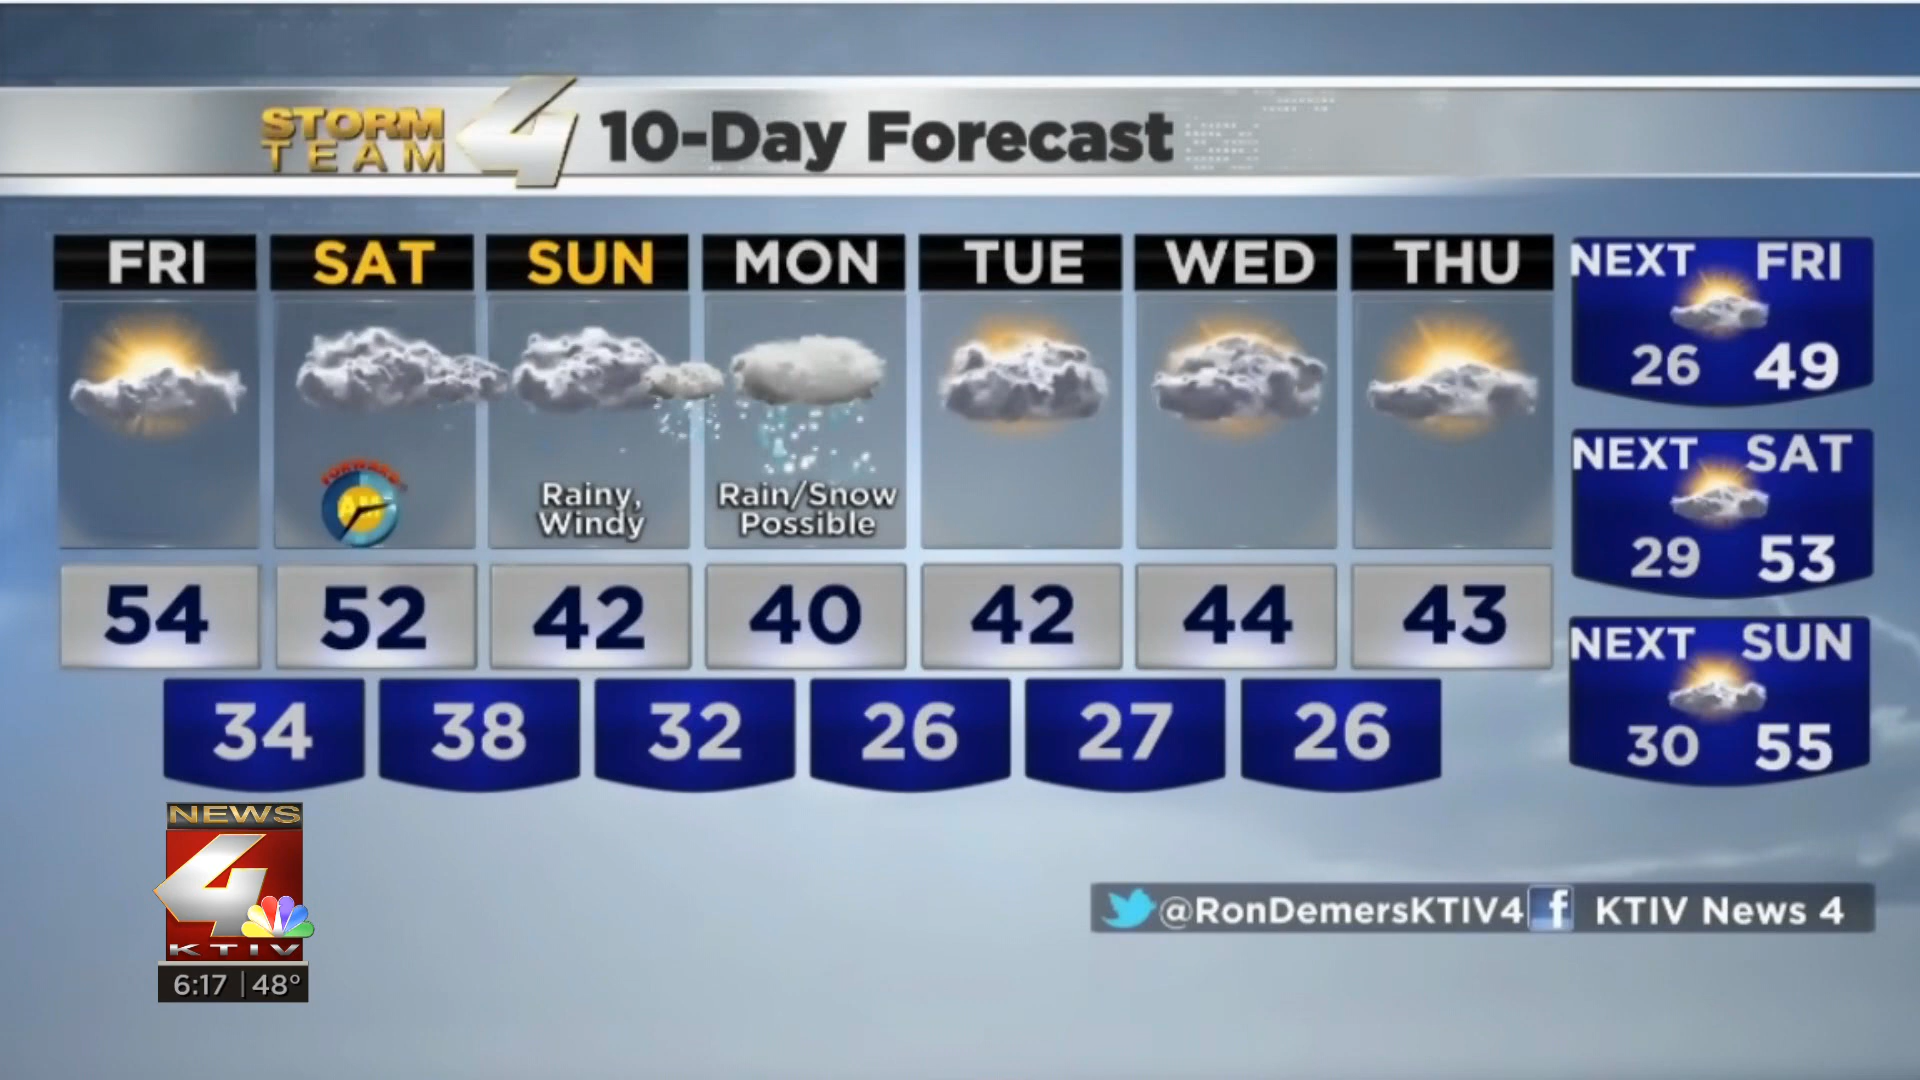 STORM
TEAM
4
10-Day Forecast
FRI
SAT
SUN
MON
TUE
WED
THU
FORWARD
AM
Rainy,
Windy
Rain/Snow
Possible
54
52
42
40
42
44
43
34
38
32
26
27
26
NEXT FRI
26 49
NEXT SAT
29 53
NEXT SUN
30 55
NEWS
4
KTIV
6:17 | 48°
@RonDemersKTIV4
f KTIV News 4